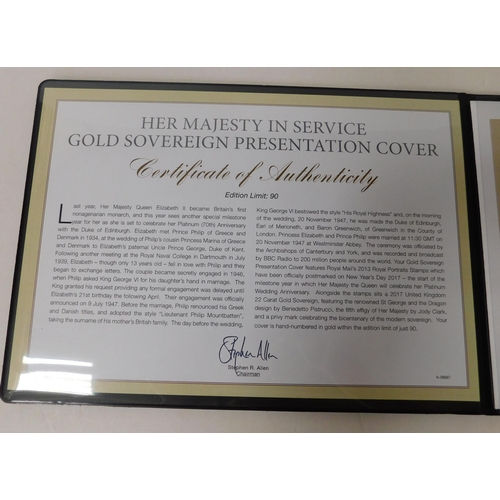 HER MAJESTY IN SERVICE
GOLD SOVEREIGN PRESENTATION COVER
Certificate of Authenticity
Edition Limit: 90
Last year, Her Majesty Queen Elizabeth II became Britain's first
nonagenarian monarch, and this year sees another special milestone
year for her as she is set to celebrate her Platinum (70th) Anniversary
with the Duke of Edinburgh. Elizabeth met Prince Philip of Greece and
Denmark in 1934, at the wedding of Philip's cousin Princess Marina of Greece
and Denmark to Elizabeth's paternal Uncle Prince George, Duke of Kent.
Following another meeting at the Royal Naval College in Dartmouth in July
1939, Elizabeth – though only 13 years old – fell in love with Philip and they
began to exchange letters. The couple became secretly engaged in 1946,
when Philip asked King George VI for his daughter's hand in marriage. The
King granted his request providing any formal engagement was delayed until
Elizabeth's 21st birthday the following April. Their engagement was officially
announced on 9 July 1947. Before the marriage, Philip renounced his Greek
and Danish titles, and adopted the style "Lieutenant Philip Mountbatten",
taking the surname of his mother's British family. The day before the wedding,
King George VI bestowed the style "His Royal Highness" and, on the morning
of the wedding, 20 November 1947, he was made the Duke of Edinburgh,
Earl of Merioneth, and Baron Greenwich, of Greenwich in the County of
London. Princess Elizabeth and Prince Philip were married at 11:30 GMT on
20 November 1947 at Westminster Abbey. The ceremony was officiated by
the Archbishops of Canterbury and York, and was recorded and broadcast
by BBC Radio to 200 million people around the world. Your Gold Sovereign
Presentation Cover features Royal Mail's 2013 Royal Portraits Stamps which
have been officially postmarked on New Year's Day 2017 – the start of the
milestone year in which Her Majesty the Queen will celebrate her Platinum
Wedding Anniversary. Alongside the stamps sits a 2017 United Kingdom
22 Carat Gold Sovereign, featuring the renowned St George and the Dragon
design by Benedetto Pistrucci, the fifth effigy of Her Majesty by Jody Clark,
and a privy mark celebrating the bicentenary of the modern sovereign. Your
cover is hand-numbered in gold within the edition limit of just 90.
Stephen Allen
Stephen R. Allen
Chairman